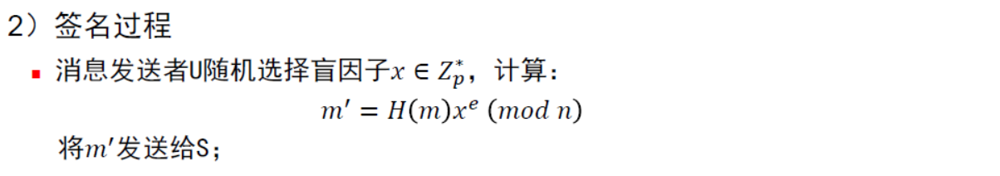 2）签名过程
▪ 消息发送者U随机选择盲因子x ∈ Z_p^*，计算：
m′ = H(m)x^e (mod n)
将m′发送给S；